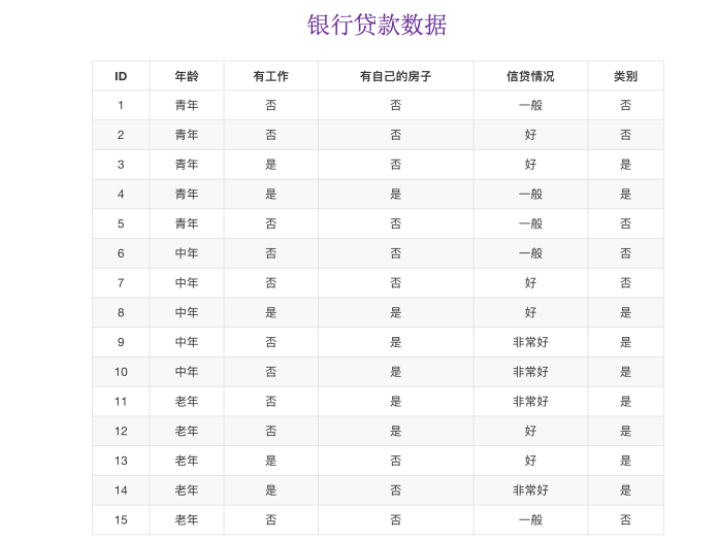 银行贷款数据
ID 年龄 有工作 有自己的房子 信贷情况 类别
1 青年 否 否 一般 否
2 青年 否 否 好 否
3 青年 是 否 好 是
4 青年 是 是 一般 是
5 青年 否 否 一般 否
6 中年 否 否 一般 否
7 中年 否 否 好 否
8 中年 是 是 好 是
9 中年 否 是 非常好 是
10 中年 否 是 非常好 是
11 老年 否 是 非常好 是
12 老年 否 是 好 是
13 老年 是 否 好 是
14 老年 是 否 非常好 是
15 老年 否 否 一般 否